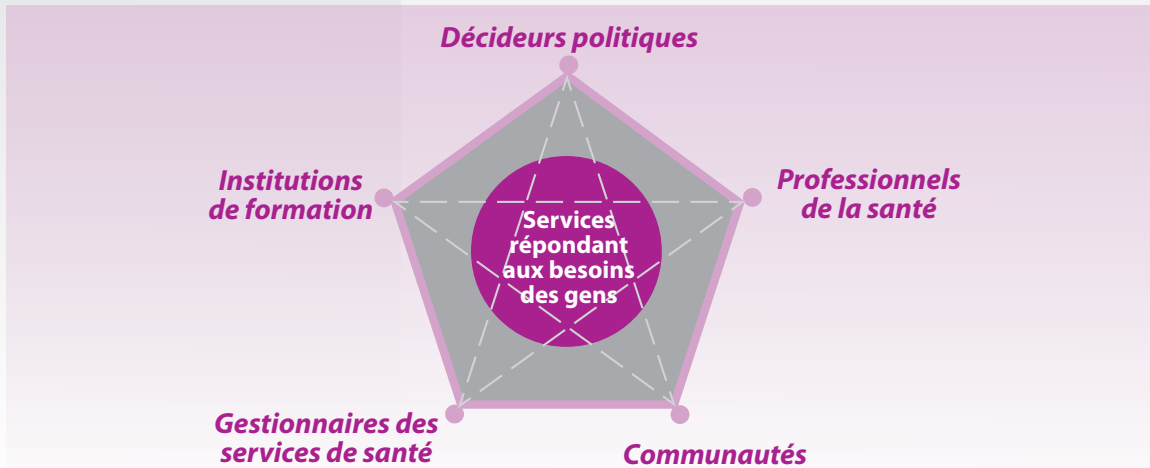 Décideurs politiques
Institutions
de formation
Professionnels
de la santé
Services
répondant
aux besoins
des gens
Gestionnaires des
services de santé
Communautés